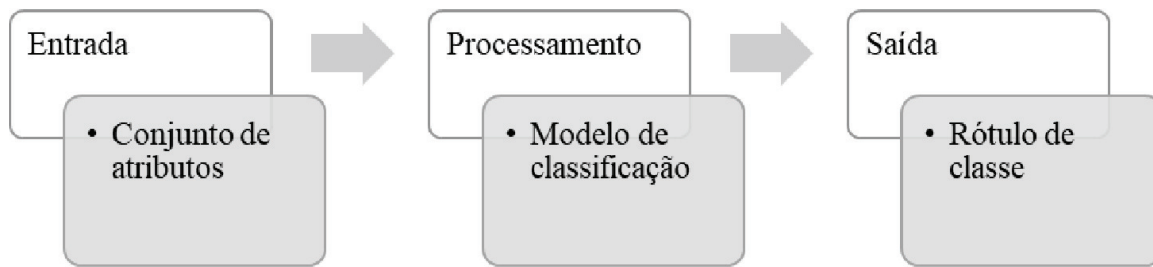 Entrada
• Conjunto de
atributos
Processamento
• Modelo de
classificação
Saída
• Rótulo de
classe